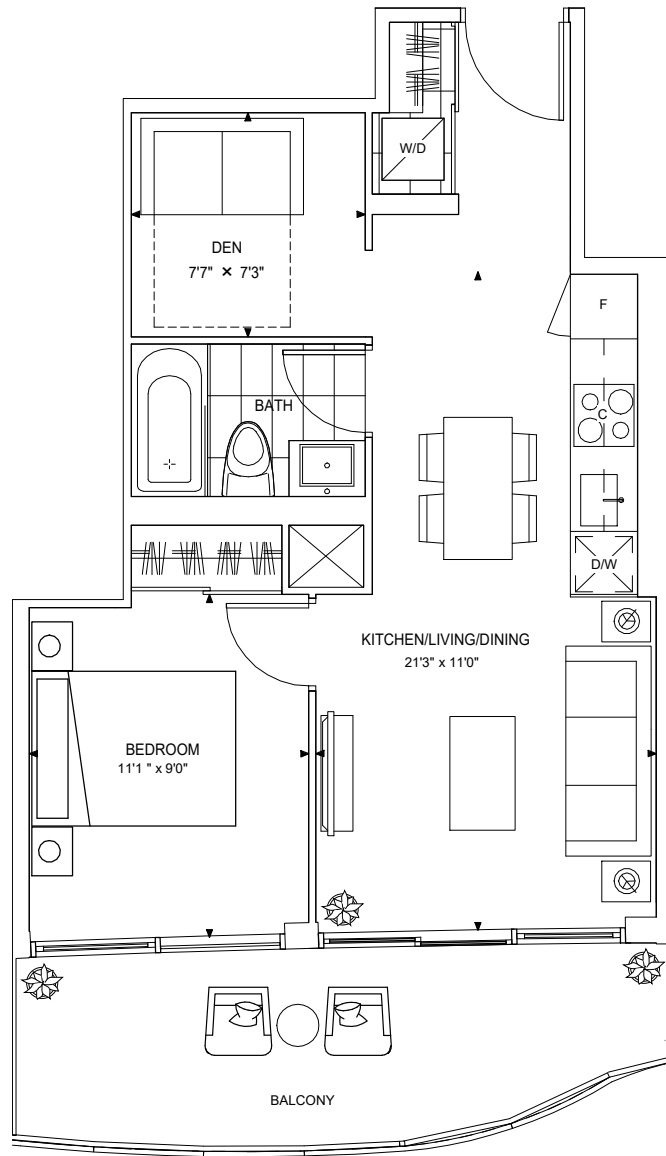 W/D
DEN
7'7" × 7'3"
F
BATH
C
D/W
KITCHEN/LIVING/DINING
21'3" x 11'0"
BEDROOM
11'1 " x 9'0"
BALCONY